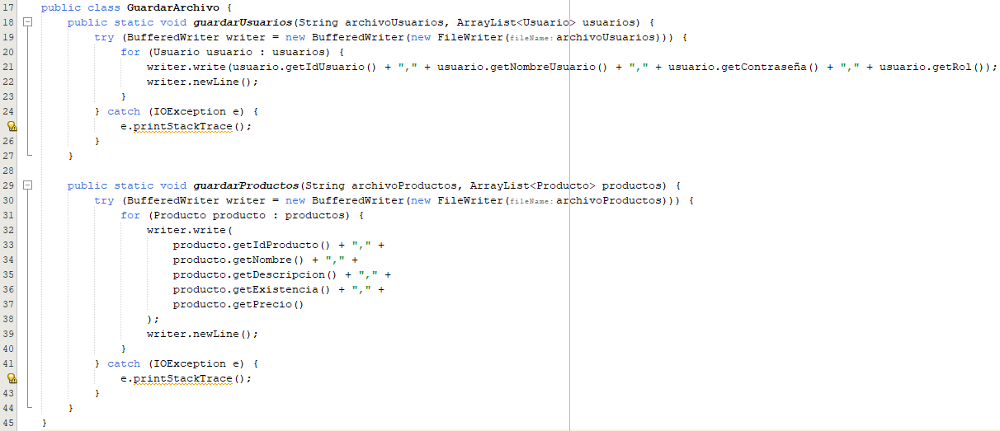 17 public class GuardarArchivo {
18 public static void guardarUsuarios(String archivoUsuarios, ArrayList<Usuario> usuarios) {
19 try (BufferedWriter writer = new BufferedWriter(new FileWriter(fileName: archivoUsuarios))) {
20 for (Usuario usuario : usuarios) {
21 writer.write(usuario.getIdUsuario() + "," + usuario.getNombreUsuario() + "," + usuario.getContraseña() + "," + usuario.getRol());
22 writer.newLine();
23 }
24 } catch (IOException e) {
e.printStackTrace();
26 }
27 }
28
29 public static void guardarProductos(String archivoProductos, ArrayList<Producto> productos) {
30 try (BufferedWriter writer = new BufferedWriter(new FileWriter(fileName: archivoProductos))) {
31 for (Producto producto : productos) {
32 writer.write(
33 producto.getIdProducto() + "," +
34 producto.getNombre() + "," +
35 producto.getDescripcion() + "," +
36 producto.getExistencia() + "," +
37 producto.getPrecio()
38 );
39 writer.newLine();
40 }
41 } catch (IOException e) {
e.printStackTrace();
43 }
44 }
45 }